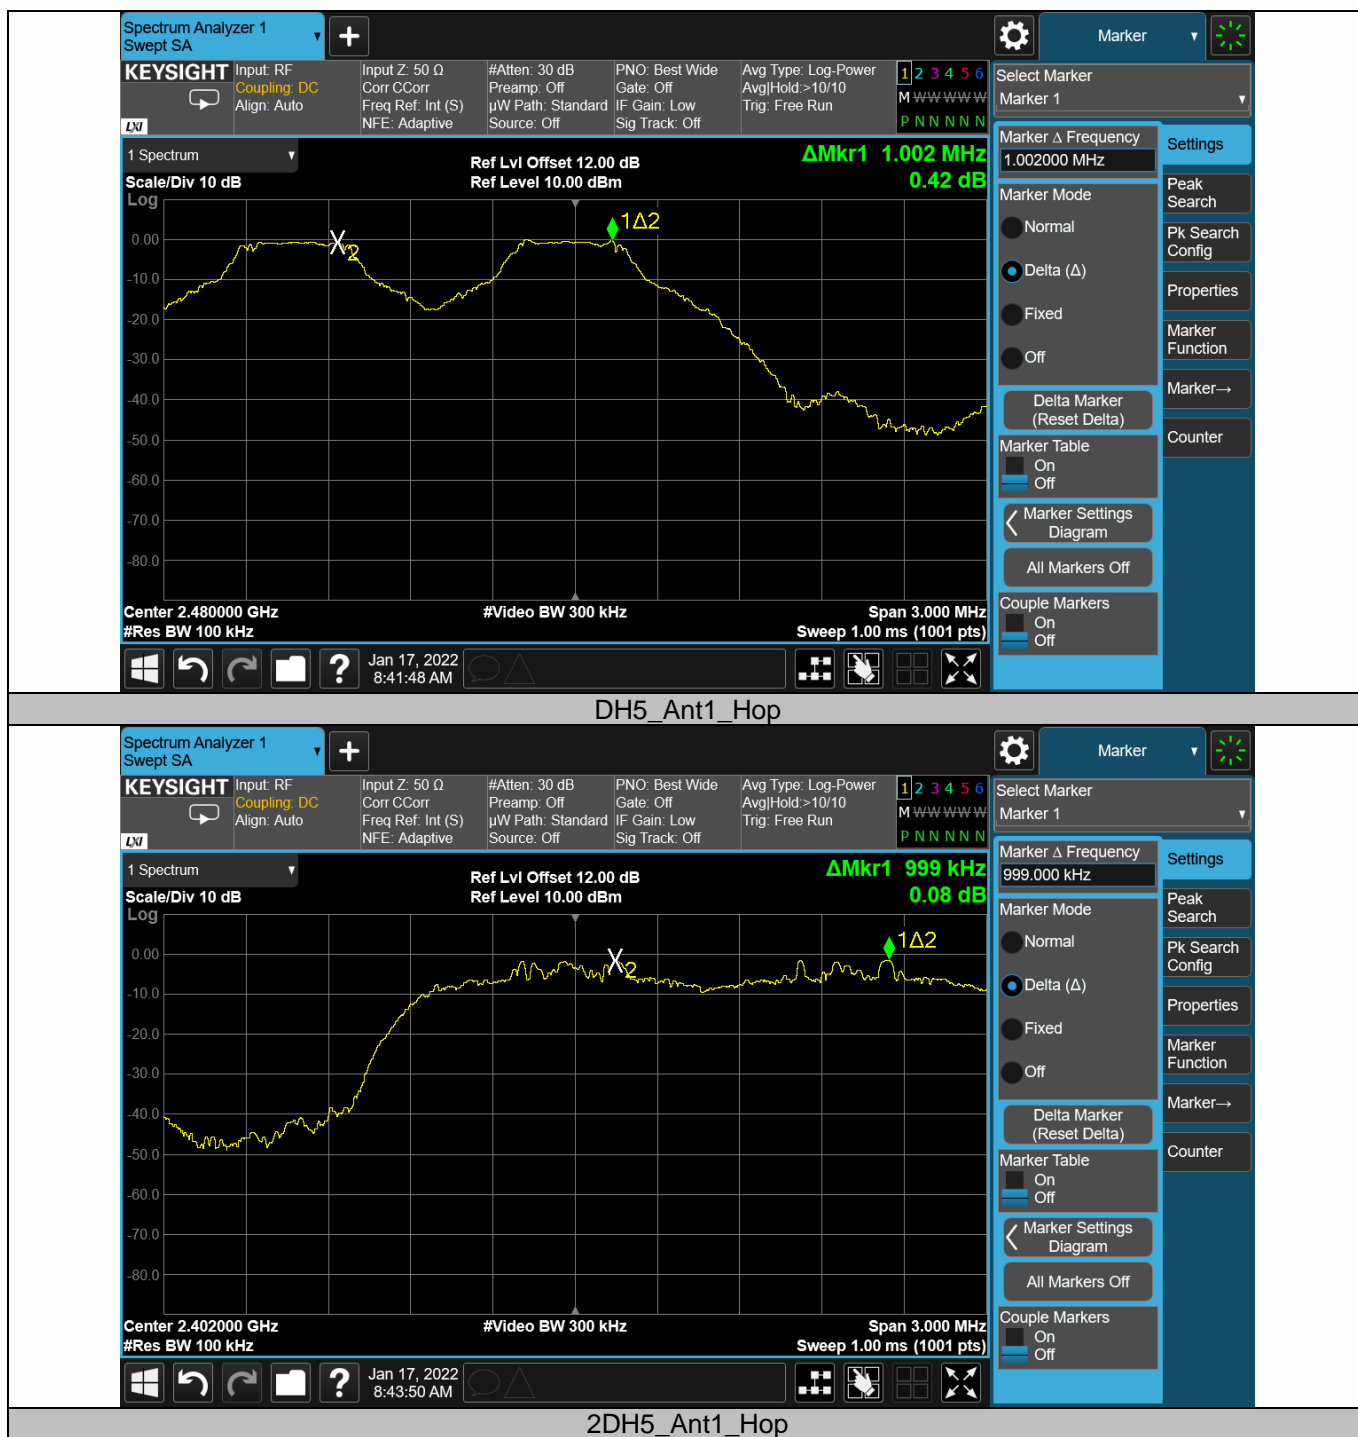 Spectrum Analyzer 1
Swept SA
Marker
KEYSIGHT
LXI
Input: RF
Coupling: DC
Align: Auto
Input Z: 50 Ω
Corr CCorr
Freq Ref: Int (S)
NFE: Adaptive
#Atten: 30 dB
Preamp: Off
µW Path: Standard
Source: Off
PNO: Best Wide
Gate: Off
IF Gain: Low
Sig Track: Off
Avg Type: Log-Power
Avg|Hold:>10/10
Trig: Free Run
1 2 3 4 5 6
M W W W W W
P N N N N N
Select Marker
Marker 1
1 Spectrum
Scale/Div 10 dB
Ref Lvl Offset 12.00 dB
Ref Level 10.00 dBm
ΔMkr1 1.002 MHz
0.42 dB
Log
0.00
-10.0
-20.0
-30.0
-40.0
-50.0
-60.0
-70.0
-80.0
2
1Δ2
Center 2.480000 GHz
#Res BW 100 kHz
#Video BW 300 kHz
Span 3.000 MHz
Sweep 1.00 ms (1001 pts)
Marker Δ Frequency
1.002000 MHz
Marker Mode
Normal
Delta (Δ)
Fixed
Off
Delta Marker
(Reset Delta)
Marker Table
On
Off
Marker Settings
Diagram
All Markers Off
Couple Markers
On
Off
Settings
Peak
Search
Pk Search
Config
Properties
Marker
Function
Marker→
Counter
?
Jan 17, 2022
8:41:48 AM
DH5_Ant1_Hop
Spectrum Analyzer 1
Swept SA
Marker
KEYSIGHT
LXI
Input: RF
Coupling: DC
Align: Auto
Input Z: 50 Ω
Corr CCorr
Freq Ref: Int (S)
NFE: Adaptive
#Atten: 30 dB
Preamp: Off
µW Path: Standard
Source: Off
PNO: Best Wide
Gate: Off
IF Gain: Low
Sig Track: Off
Avg Type: Log-Power
Avg|Hold:>10/10
Trig: Free Run
1 2 3 4 5 6
M W W W W W
P N N N N N
Select Marker
Marker 1
1 Spectrum
Scale/Div 10 dB
Ref Lvl Offset 12.00 dB
Ref Level 10.00 dBm
ΔMkr1 999 kHz
0.08 dB
Log
0.00
-10.0
-20.0
-30.0
-40.0
-50.0
-60.0
-70.0
-80.0
2
1Δ2
Center 2.402000 GHz
#Res BW 100 kHz
#Video BW 300 kHz
Span 3.000 MHz
Sweep 1.00 ms (1001 pts)
Marker Δ Frequency
999.000 kHz
Marker Mode
Normal
Delta (Δ)
Fixed
Off
Delta Marker
(Reset Delta)
Marker Table
On
Off
Marker Settings
Diagram
All Markers Off
Couple Markers
On
Off
Settings
Peak
Search
Pk Search
Config
Properties
Marker
Function
Marker→
Counter
?
Jan 17, 2022
8:43:50 AM
2DH5_Ant1_Hop